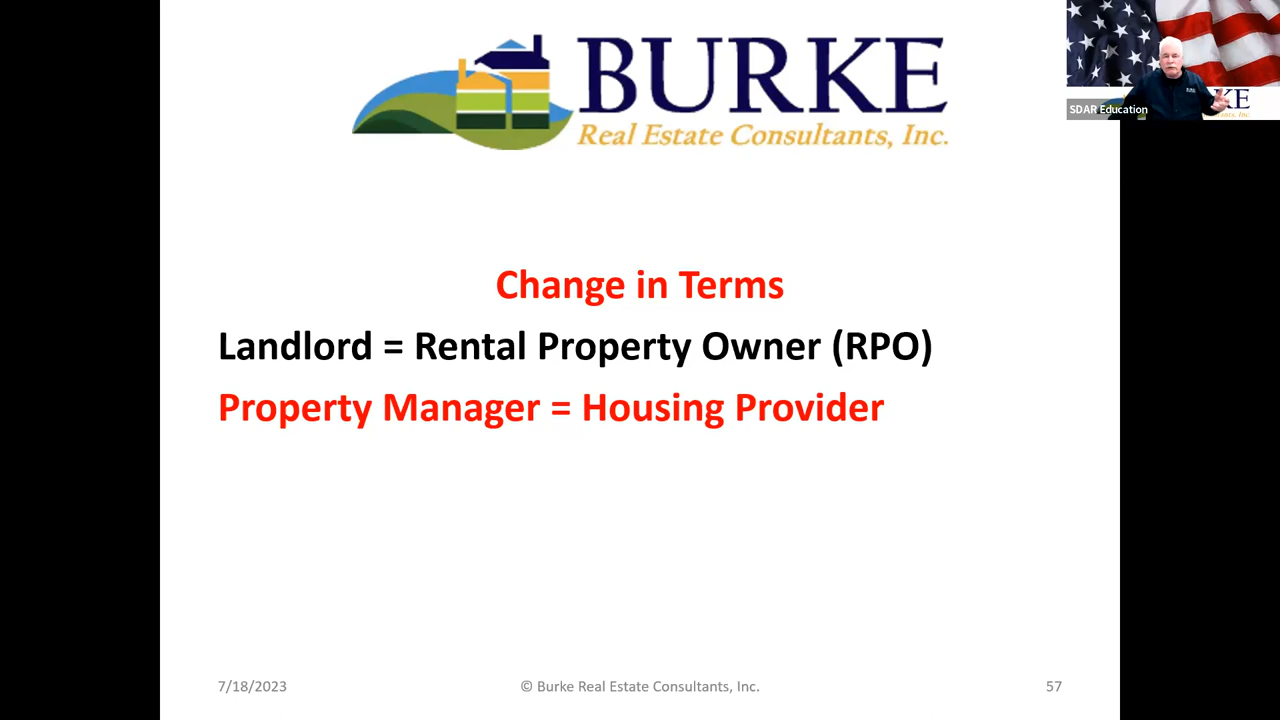 BURKE
Real Estate Consultants, Inc.
SDAR Education
Change in Terms
Landlord = Rental Property Owner (RPO)
Property Manager = Housing Provider
7/18/2023
© Burke Real Estate Consultants, Inc.
57